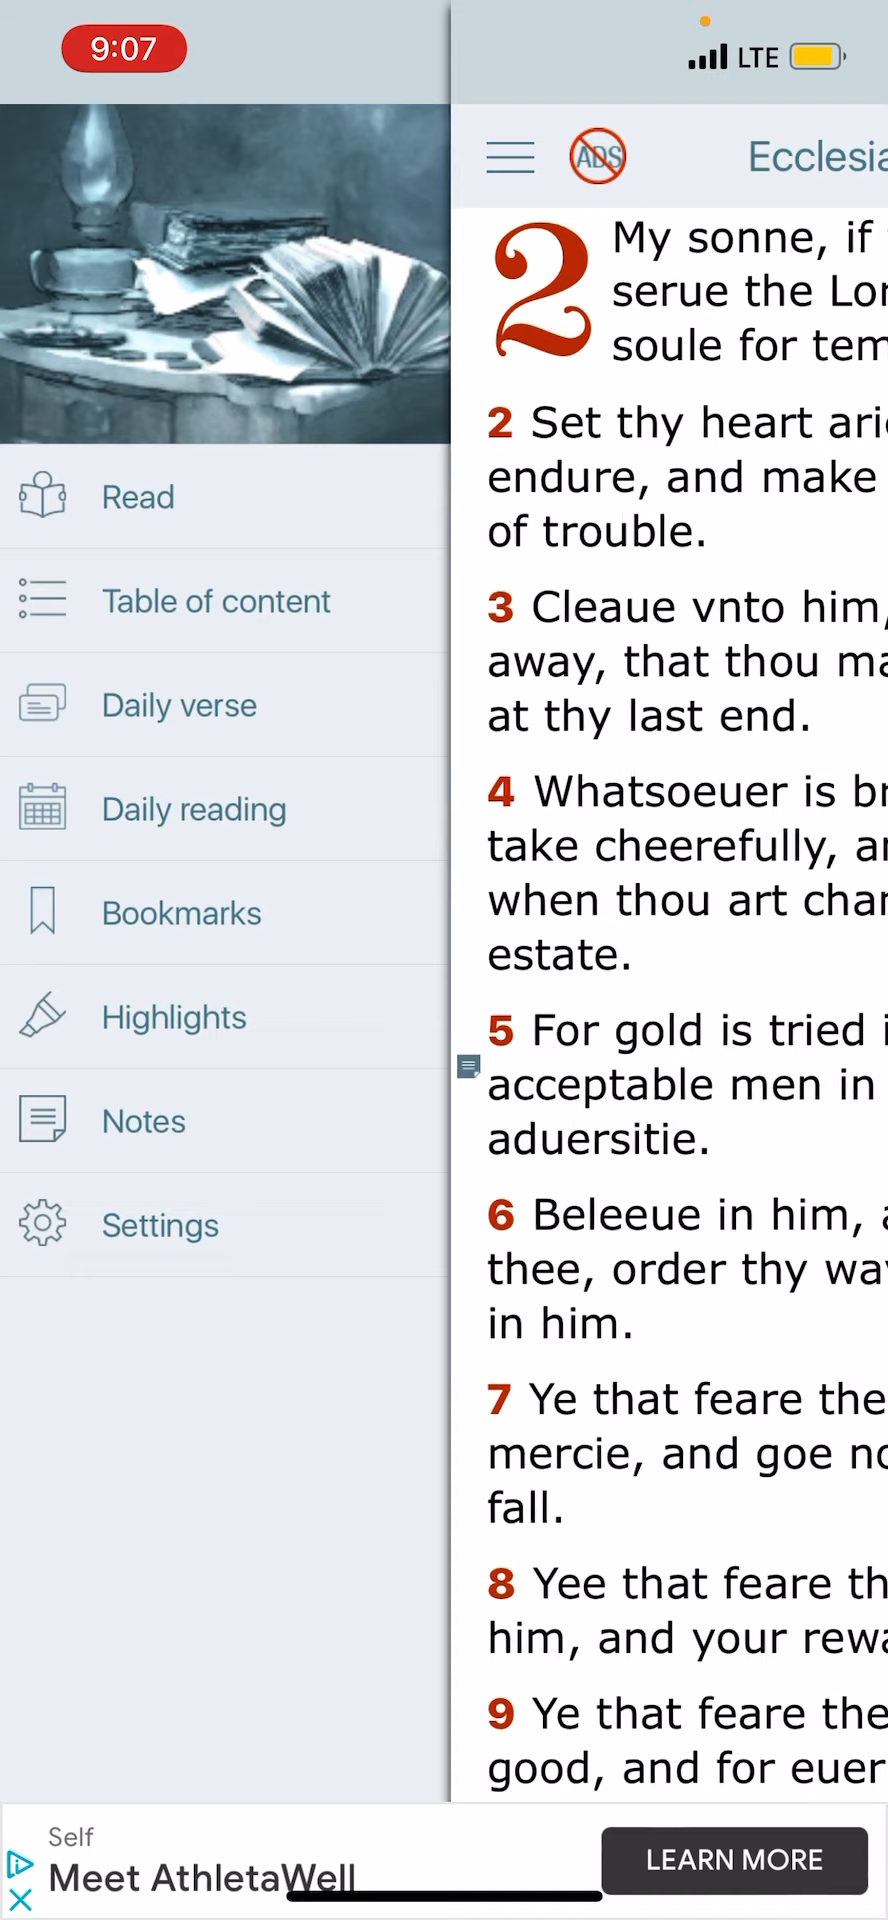 9:07
LTE
Read
Table of content
Daily verse
Daily reading
Bookmarks
Highlights
Notes
Settings
ADS
Ecclesia
2 My sonne, if
serue the Lor
soule for tem
2 Set thy heart
endure, and make
of trouble.
3 Cleaue vnto him,
away, that thou ma
at thy last end.
4 Whatsoeuer is br
take cheerefully, an
when thou art char
estate.
5 For gold is tried i
acceptable men in
aduersitie.
6 Beleeue in him, a
thee, order thy way
in him.
7 Ye that feare the
mercie, and goe no
fall.
8 Yee that feare th
him, and your rewa
9 Ye that feare the
good, and for euer
Self
Meet AthletaWell
LEARN MORE